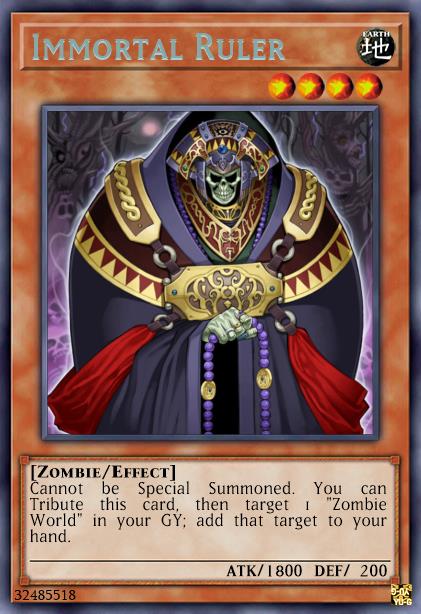 IMMORTAL RULER
EARTH
地
[ZOMBIE/EFFECT]
Cannot be Special Summoned. You can
Tribute this card, then target 1 "Zombie
World" in your GY; add that target to your
hand.
ATK/1800 DEF/ 200
32485518